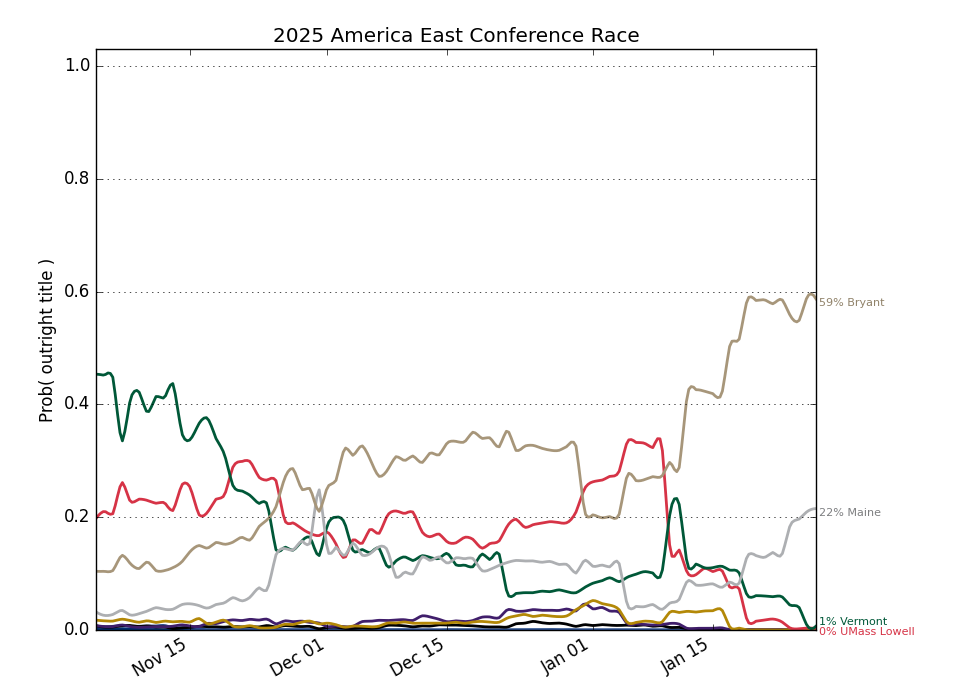 2025 America East Conference Race
1.0
0.8
0.6
0.4
0.2
0.0
Prob( outright title )
59% Bryant
22% Maine
1% Vermont
0% UMass Lowell
Nov 15
Dec 01
Dec 15
Jan 01
Jan 15